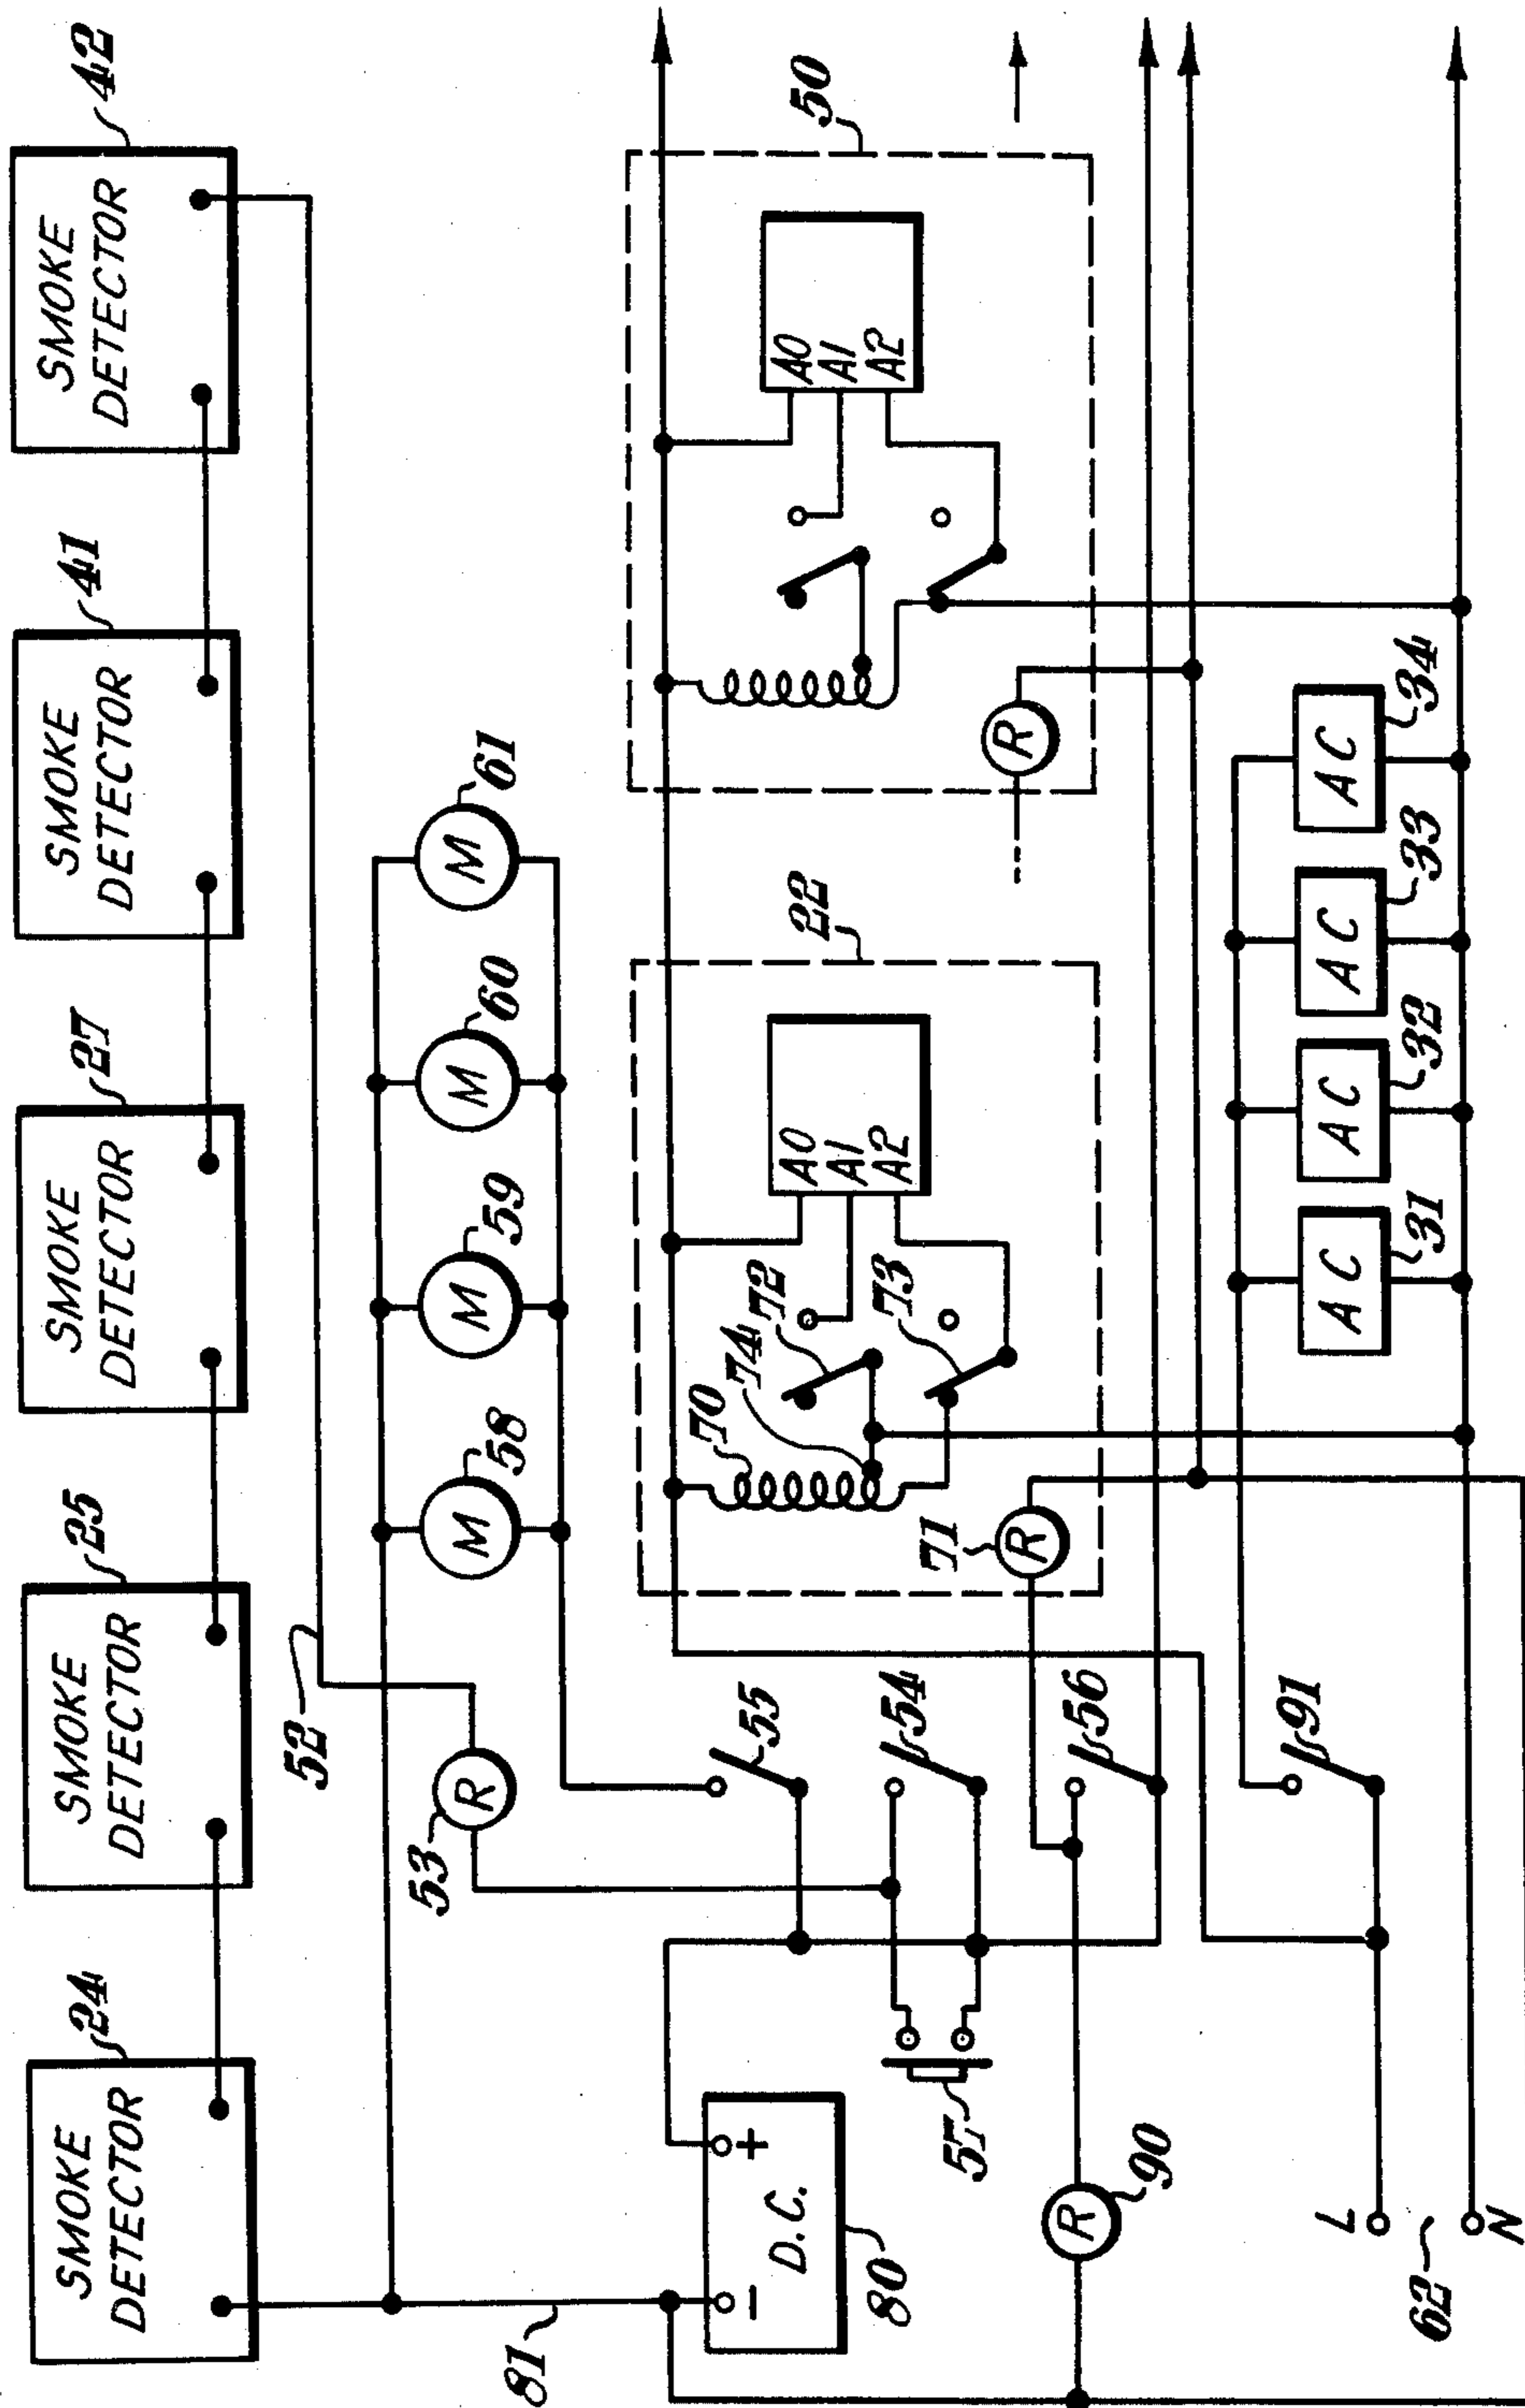 SMOKE
DETECTOR
24
SMOKE
DETECTOR
25
SMOKE
DETECTOR
27
SMOKE
DETECTOR
41
SMOKE
DETECTOR
42
52
81
R
53
M
58
M
59
M
60
M
61
- +
D.C.
80
57
55
54
56
91
R
90
22
70
74
72
73
A0
A1
A2
R
71
50
A0
A1
A2
R
AC
31
AC
32
AC
33
AC
34
L
62
N